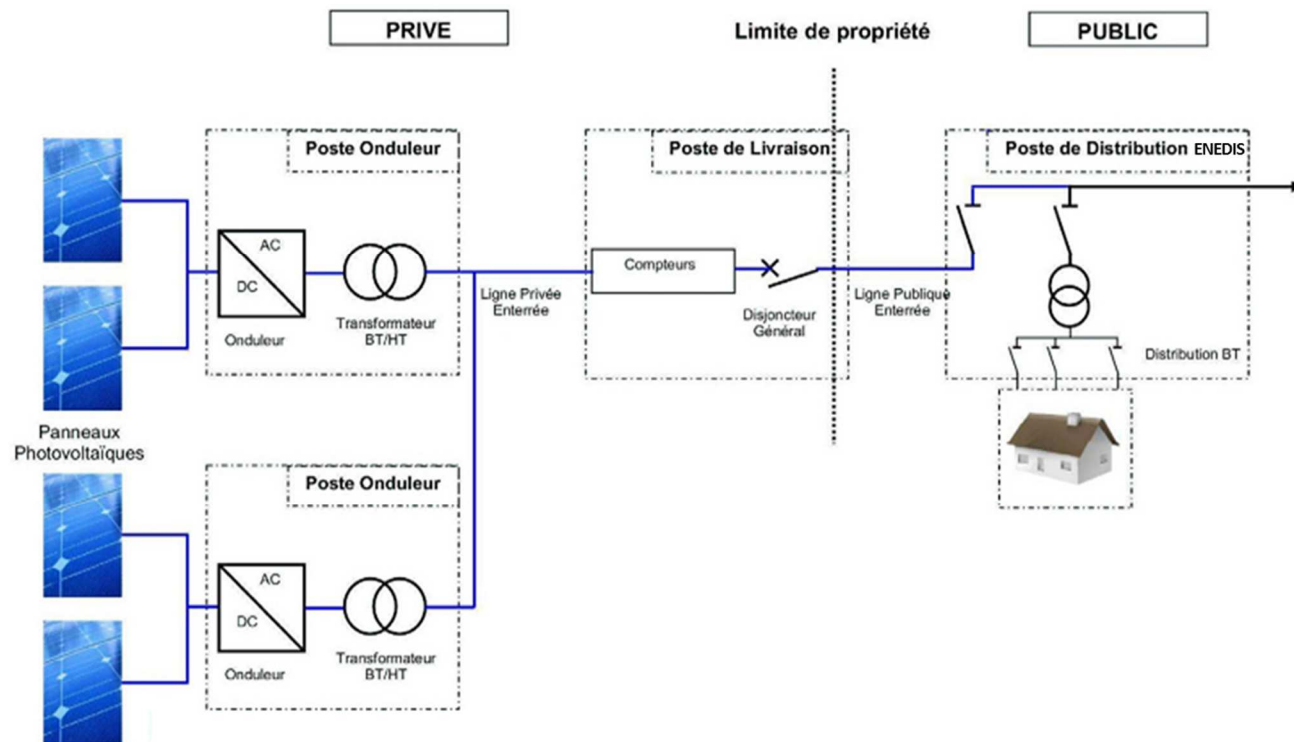 PRIVE
Limite de propriété
PUBLIC
Poste Onduleur
Poste de Livraison
Poste de Distribution ENEDIS
AC
DC
Onduleur
Transformateur
BT/HT
Ligne Privée
Enterrée
Compteurs
Disjoncteur
Général
Ligne Publique
Enterrée
Distribution BT
Panneaux
Photovoltaïques
Poste Onduleur
AC
DC
Onduleur
Transformateur
BT/HT